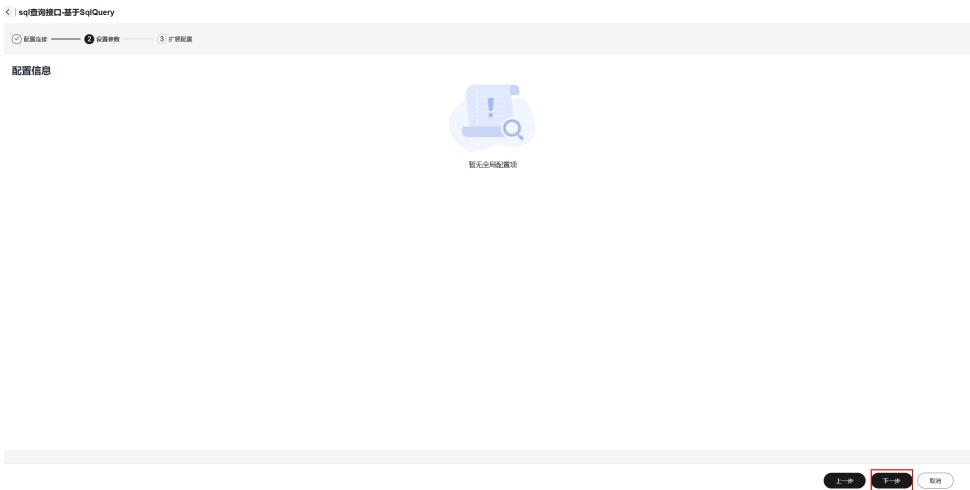 sql查询接口-基于SqlQuery
配置连接 2 设置参数 3 扩展配置
配置信息
暂无全局配置项
上一步 下一步 取消